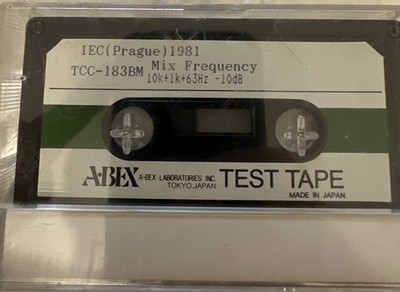 IEC(Prague)1981
TCC-183BM Mix Frequency
10k+1k+63Hz -10dB
A-BEX A-BEX LABORATORIES INC. TEST TAPE
TOKYO.JAPAN
MADE IN JAPAN